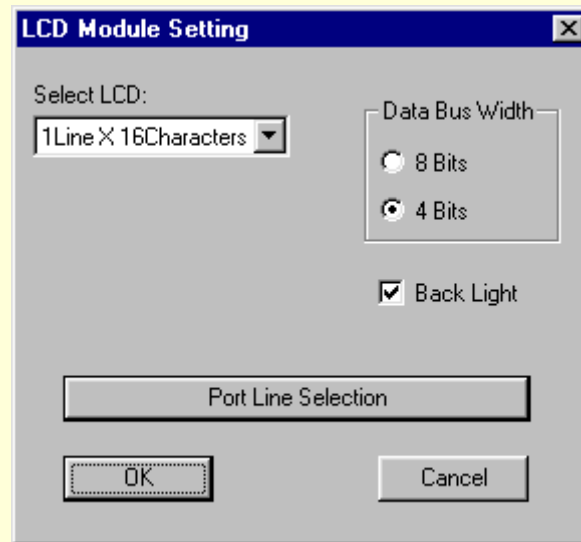 LCD Module Setting
Select LCD:
1Line X 16Characters
Data Bus Width
8 Bits
4 Bits
Back Light
Port Line Selection
OK
Cancel